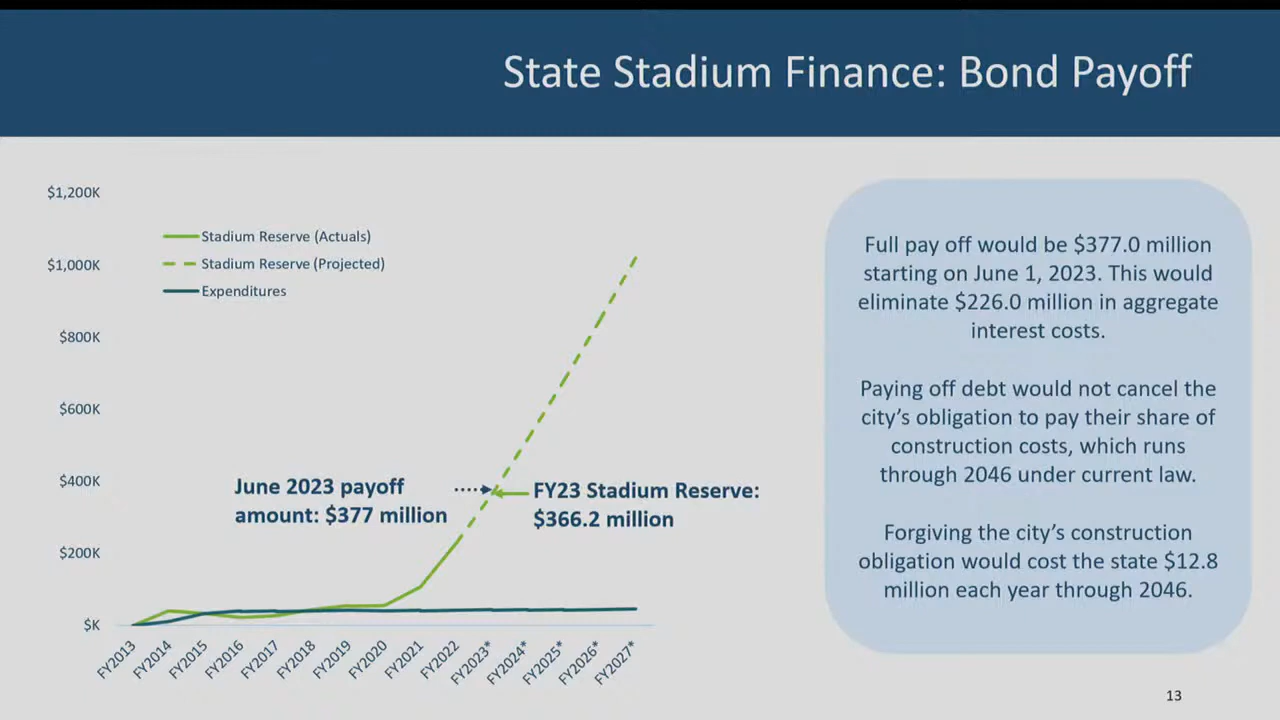 State Stadium Finance: Bond Payoff
$1,200K
$1,000K
$800K
$600K
$400K
$200K
$K
Stadium Reserve (Actuals)
Stadium Reserve (Projected)
Expenditures
June 2023 payoff
amount: $377 million
FY23 Stadium Reserve:
$366.2 million
FY2013
FY2014
FY2015
FY2016
FY2017
FY2018
FY2019
FY2020
FY2021
FY2022
FY2023*
FY2024*
FY2025*
FY2026*
FY2027*
Full pay off would be $377.0 million
starting on June 1, 2023. This would
eliminate $226.0 million in aggregate
interest costs.
Paying off debt would not cancel the
city’s obligation to pay their share of
construction costs, which runs
through 2046 under current law.
Forgiving the city’s construction
obligation would cost the state $12.8
million each year through 2046.
13